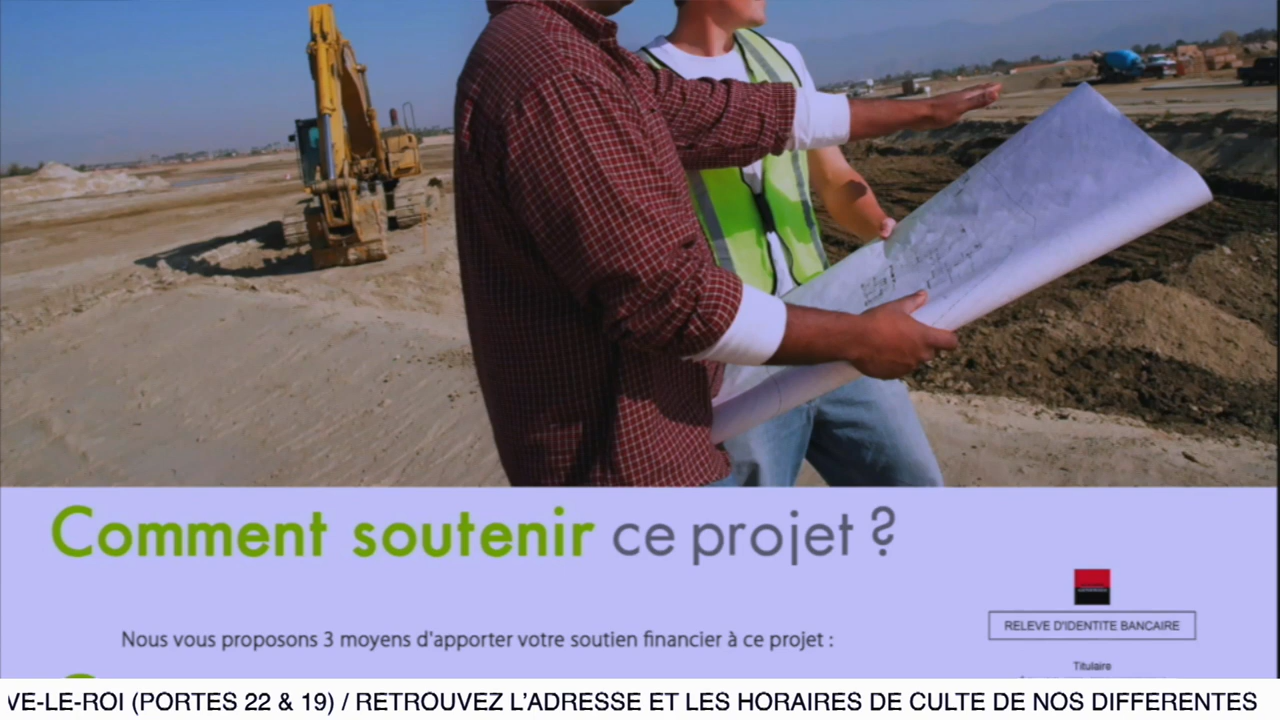 Comment soutenir ce projet ?
Nous vous proposons 3 moyens d'apporter votre soutien financier à ce projet :
RELEVE D'IDENTITE BANCAIRE
Titulaire
VE-LE-ROI (PORTES 22 & 19) / RETROUVEZ L’ADRESSE ET LES HORAIRES DE CULTE DE NOS DIFFERENTES